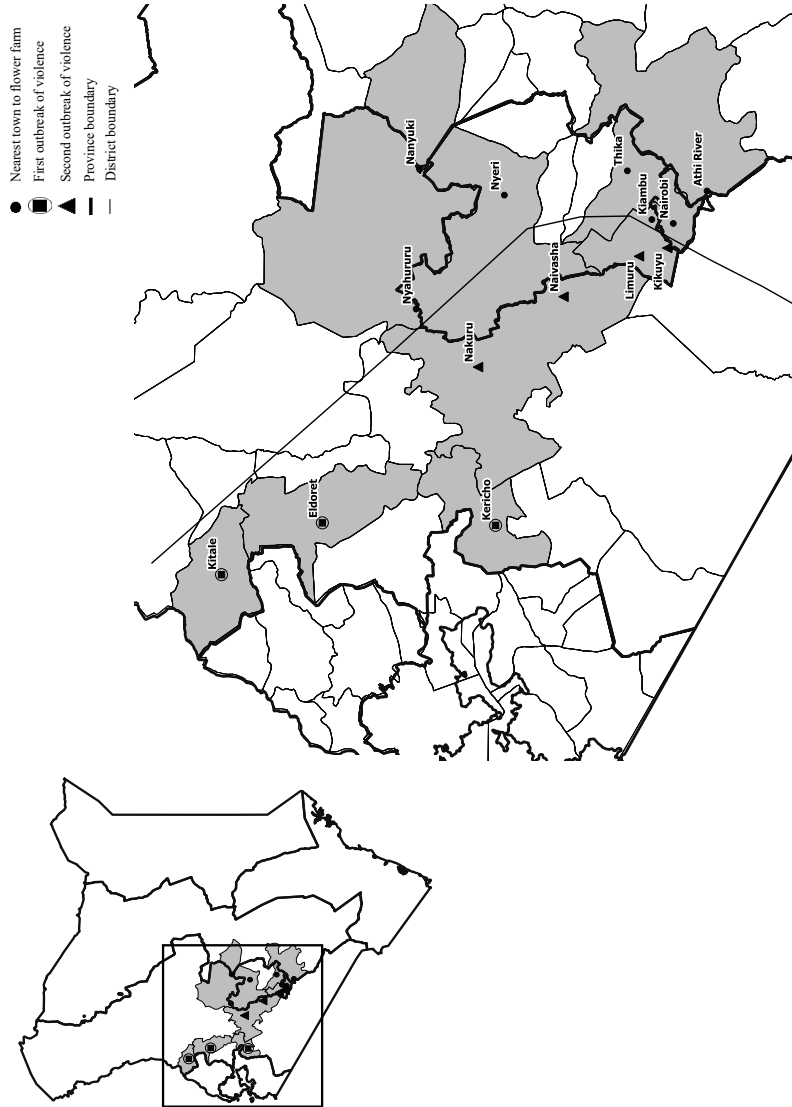 Nearest town to flower farm
First outbreak of violence
Second outbreak of violence
Province boundary
District boundary
Kitale
Eldoret
Kericho
Nakuru
Nyahururu
Nanyuki
Nyeri
Naivasha
Thika
Kiambu
Nairobi
Limuru
Kikuyu
Athi River